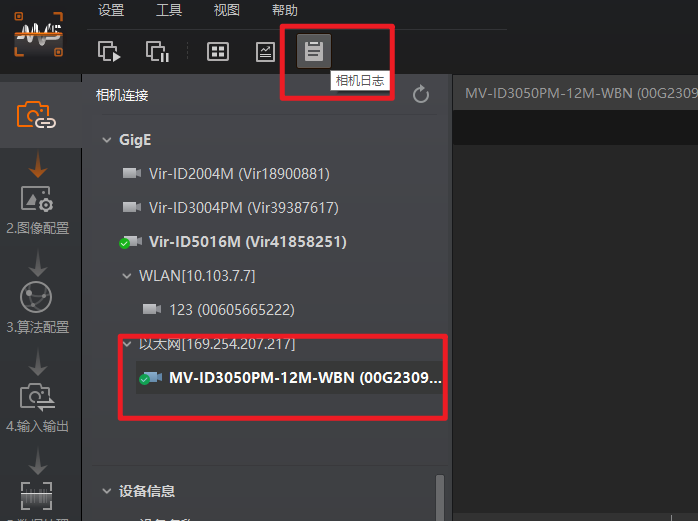 设置 工具 视图 帮助
相机日志
相机连接
MV-ID3050PM-12M-WBN (00G2309
GigE
Vir-ID2004M (Vir18900881)
Vir-ID3004PM (Vir39387617)
2.图像配置
Vir-ID5016M (Vir41858251)
WLAN[10.103.7.7]
123 (00605665222)
3.算法配置
以太网[169.254.207.217]
MV-ID3050PM-12M-WBN (00G2309...
4.输入输出
设备信息